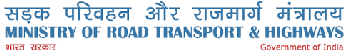 सड़क परिवहन और राजमार्ग मंत्रालय
MINISTRY OF ROAD TRANSPORT & HIGHWAYS
भारत सरकार Government of India